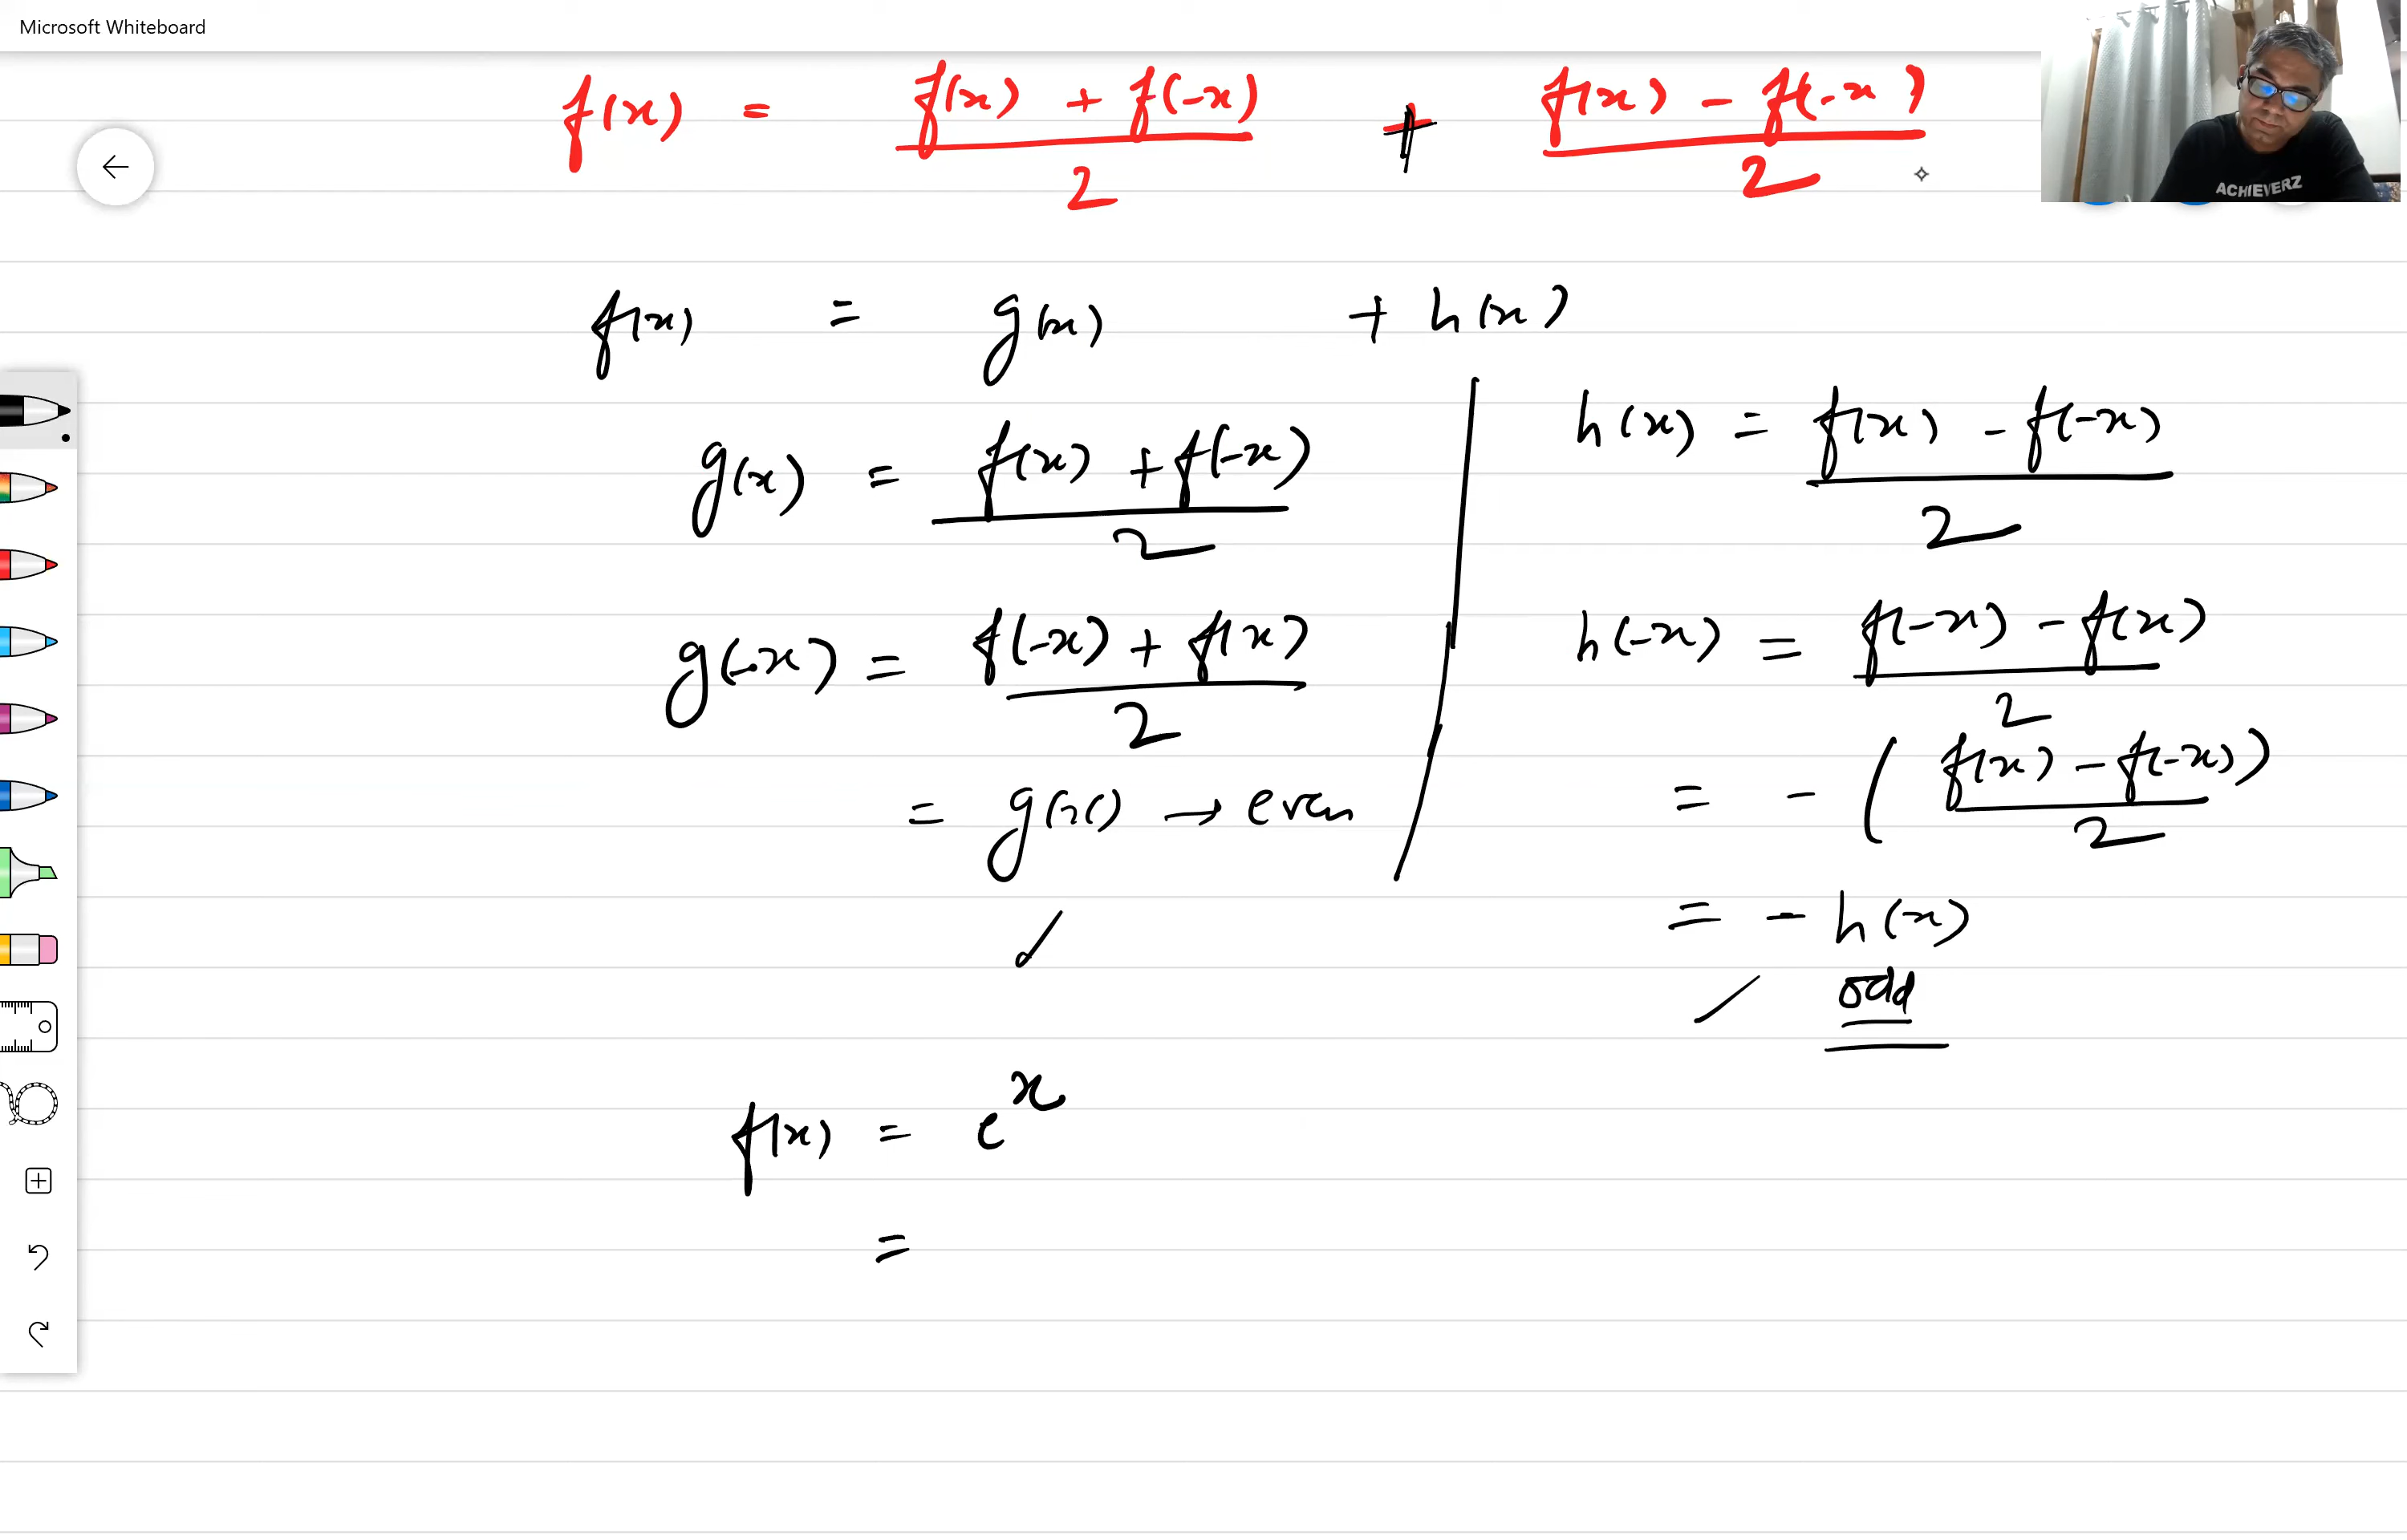 Microsoft Whiteboard
f(x) = (f(x) + f(-x))/2 + (f(x) - f(-x))/2
ACHIEVERZ
f(x) = g(x) + h(x)
g(x) = (f(x) + f(-x))/2
g(-x) = (f(-x) + f(x))/2
= g(x) → even
h(x) = (f(x) - f(-x))/2
h(-x) = (f(-x) - f(x))/2
= - ( (f(x) - f(-x))/2 )
= - h(x)
odd
f(x) = e^x
=